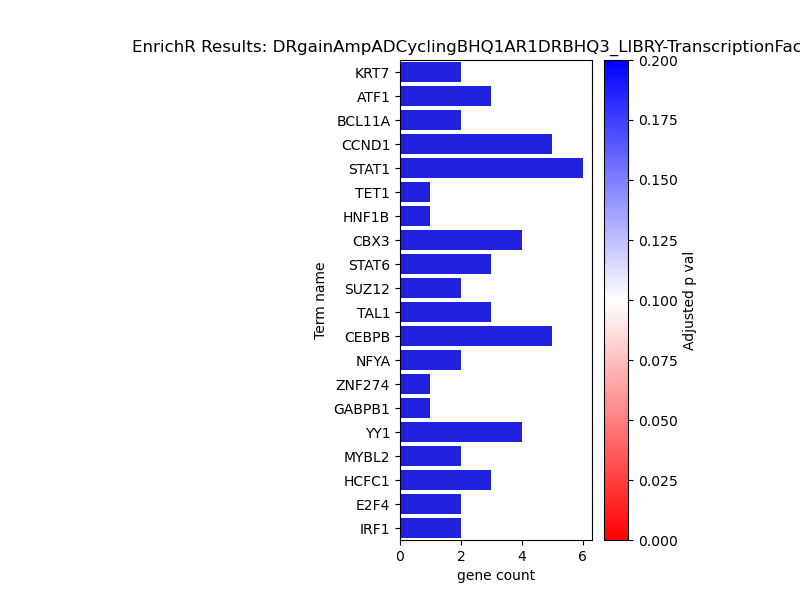 EnrichR Results: DRgainAmpADCyclingBHQ1AR1DRBHQ3_LIBRY-TranscriptionFac
KRT7
ATF1
BCL11A
CCND1
STAT1
TET1
HNF1B
CBX3
STAT6
SUZ12
TAL1
CEBPB
NFYA
ZNF274
GABPB1
YY1
MYBL2
HCFC1
E2F4
IRF1
Term name
0 2 4 6
gene count
0.200
0.175
0.150
0.125
0.100
0.075
0.050
0.025
0.000
Adjusted p val